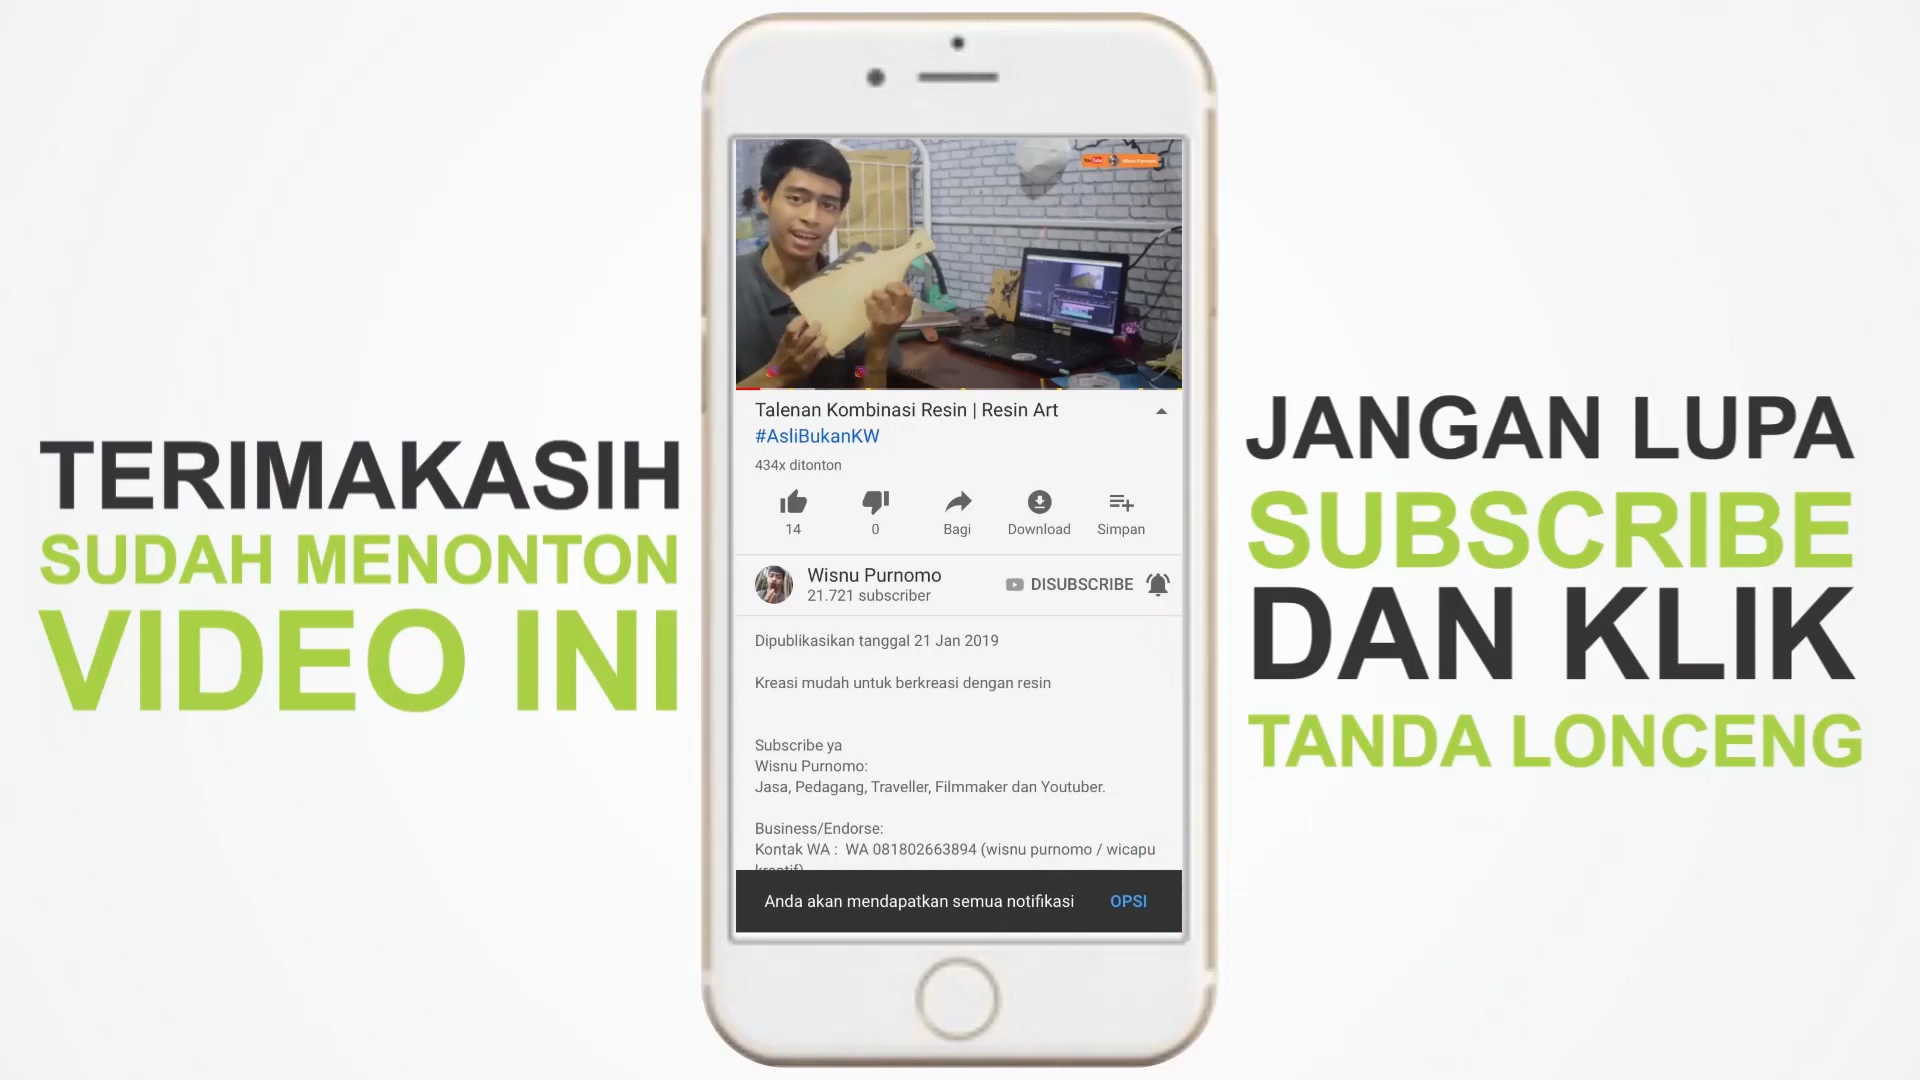 TERIMAKASIH
SUDAH MENONTON
VIDEO INI
Wisnu Purnomo
Talenan Kombinasi Resin | Resin Art
#AsliBukanKW
434x ditonton
14
0
Bagi
Download
Simpan
Wisnu Purnomo
21.721 subscriber
DISUBSCRIBE
Dipublikasikan tanggal 21 Jan 2019
Kreasi mudah untuk berkreasi dengan resin
Subscribe ya
Wisnu Purnomo:
Jasa, Pedagang, Traveller, Filmmaker dan Youtuber.
Business/Endorse:
Kontak WA : WA 081802663894 (wisnu purnomo / wicapu
kreatif)
Anda akan mendapatkan semua notifikasi
OPSI
JANGAN LUPA
SUBSCRIBE
DAN KLIK
TANDA LONCENG